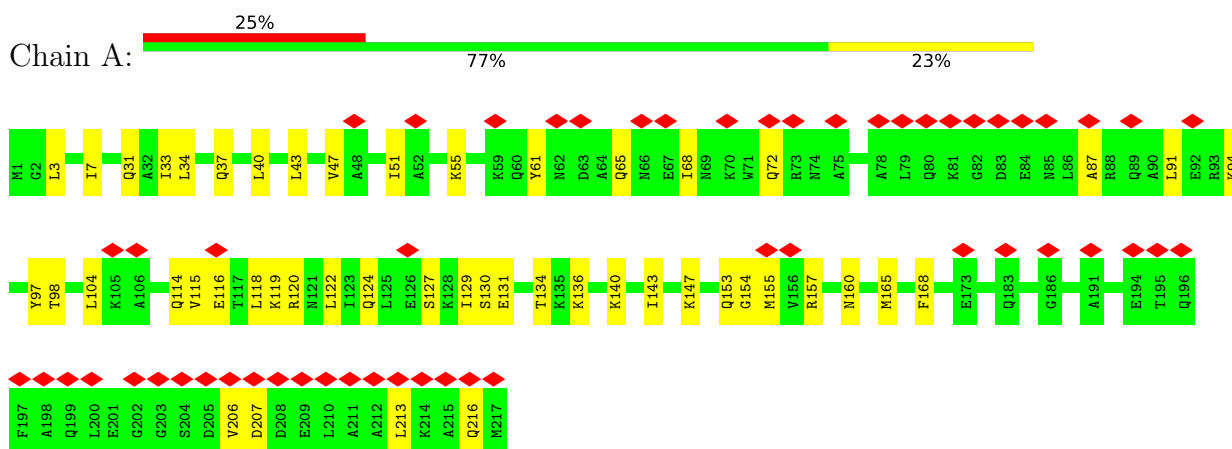 25%
Chain A:
77%
23%
M1 G2 L3 I7 Q31 A32 I33 L34 Q37 L40 L43 V47 A48 I51 A52 K55 K59 Q60 Y61 N62 D63 A64 Q65 N66 E67 I68 N69 K70 W71 Q72 R73 N74 A75 A78 L79 Q80 K81 G82 D83 E84 N85 L86 A87 R88 Q89 A90 L91 E92 R93 K94
Y97 T98 L104 K105 A106 Q114 V115 E116 T117 L118 K119 R120 N121 L122 T123 Q124 L125 E126 S127 K128 I129 S130 E131 T134 K135 K136 K140 I143 K147 Q153 G154 M155 V156 R157 N160 M165 F168 E173 Q183 G186 A191 E194 T195 Q196
F197 A198 Q199 L200 E201 G202 G203 S204 D205 V206 D207 D208 E209 L210 A211 A212 L213 K214 A215 Q216 M217